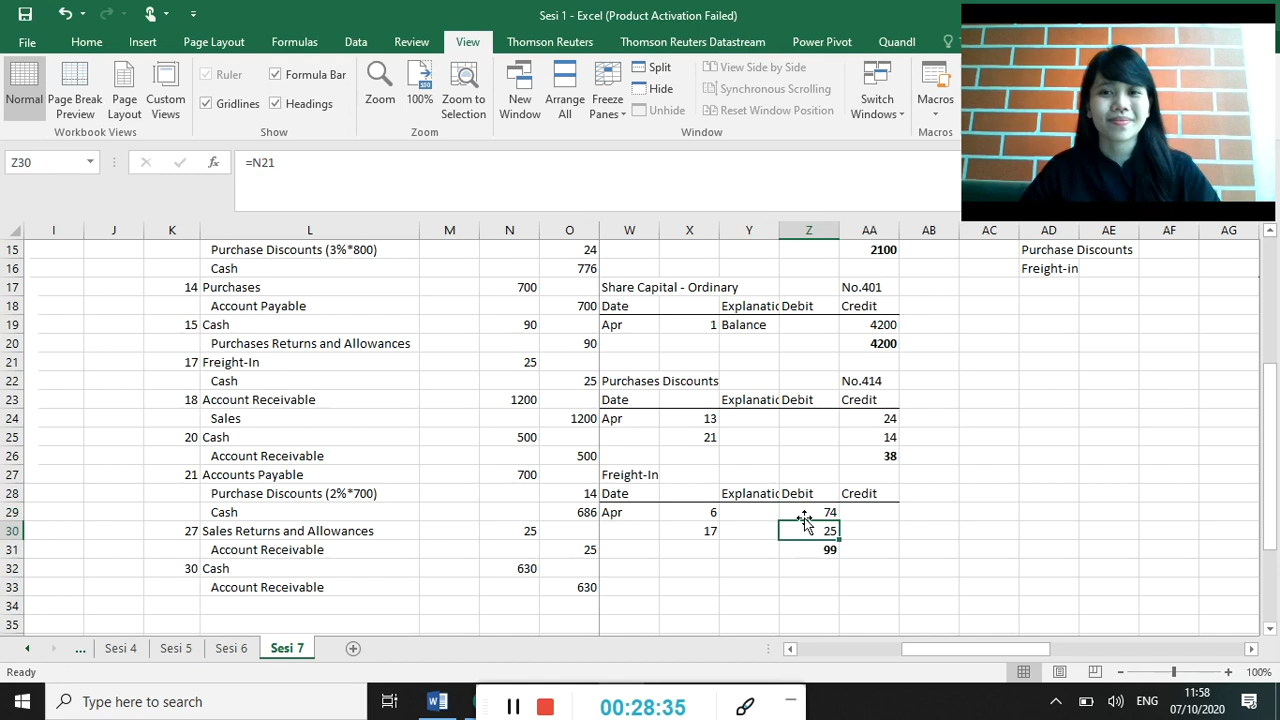 Sesi 1 - Excel (Product Activation Failed)
File Home Insert Page Layout Formulas Data Review View Thomson Reuters Thomson Reuters Datastream Power Pivot Quandl
Normal Page Break Preview Page Layout Custom Views
Workbook Views
Ruler Formula Bar
Gridlines Headings
Show
Zoom 100% Zoom to Selection
Zoom
New Window Arrange All Freeze Panes
Split
Hide
Unhide
View Side by Side
Synchronous Scrolling
Reset Window Position
Window
Switch Windows
Macros
Macros
Z30 fx =N21
I J K L M N O W X Y Z AA AB AC AD AE AF AG
15 Purchase Discounts (3%*800) 24 2100 Purchase Discounts
16 Cash 776 Freight-in
17 14 Purchases 700 Share Capital - Ordinary No.401
18 Account Payable 700 Date Explanatic Debit Credit
19 15 Cash 90 Apr 1 Balance 4200
20 Purchases Returns and Allowances 90 4200
21 17 Freight-In 25
22 Cash 25 Purchases Discounts No.414
23 18 Account Receivable 1200 Date Explanatic Debit Credit
24 Sales 1200 Apr 13 24
25 20 Cash 500 21 14
26 Account Receivable 500 38
27 21 Accounts Payable 700 Freight-In
28 Purchase Discounts (2%*700) 14 Date Explanatic Debit Credit
29 Cash 686 Apr 6 74
30 27 Sales Returns and Allowances 25 17 25
31 Account Receivable 25 99
32 30 Cash 630
33 Account Receivable 630
34
35
... Sesi 4 Sesi 5 Sesi 6 Sesi 7
Ready 100%
Type here to search 00:28:35 ENG 11:58
07/10/2020